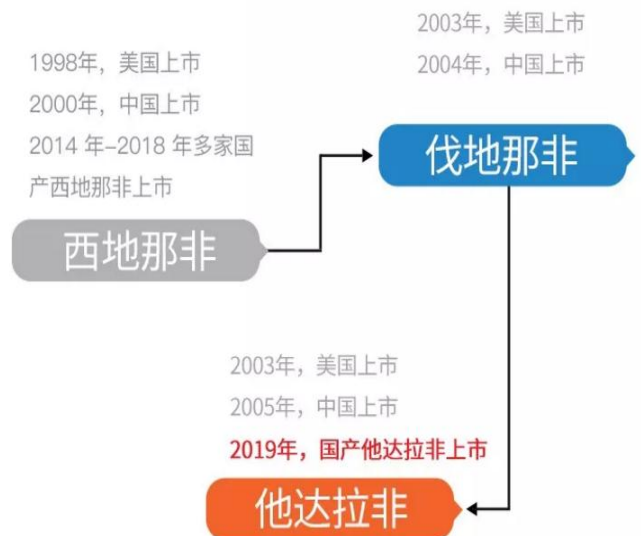 1998年，美国上市
2000年，中国上市
2014 年-2018 年多家国
产西地那非上市
西地那非
2003年，美国上市
2004年，中国上市
伐地那非
2003年，美国上市
2005年，中国上市
2019年，国产他达拉非上市
他达拉非